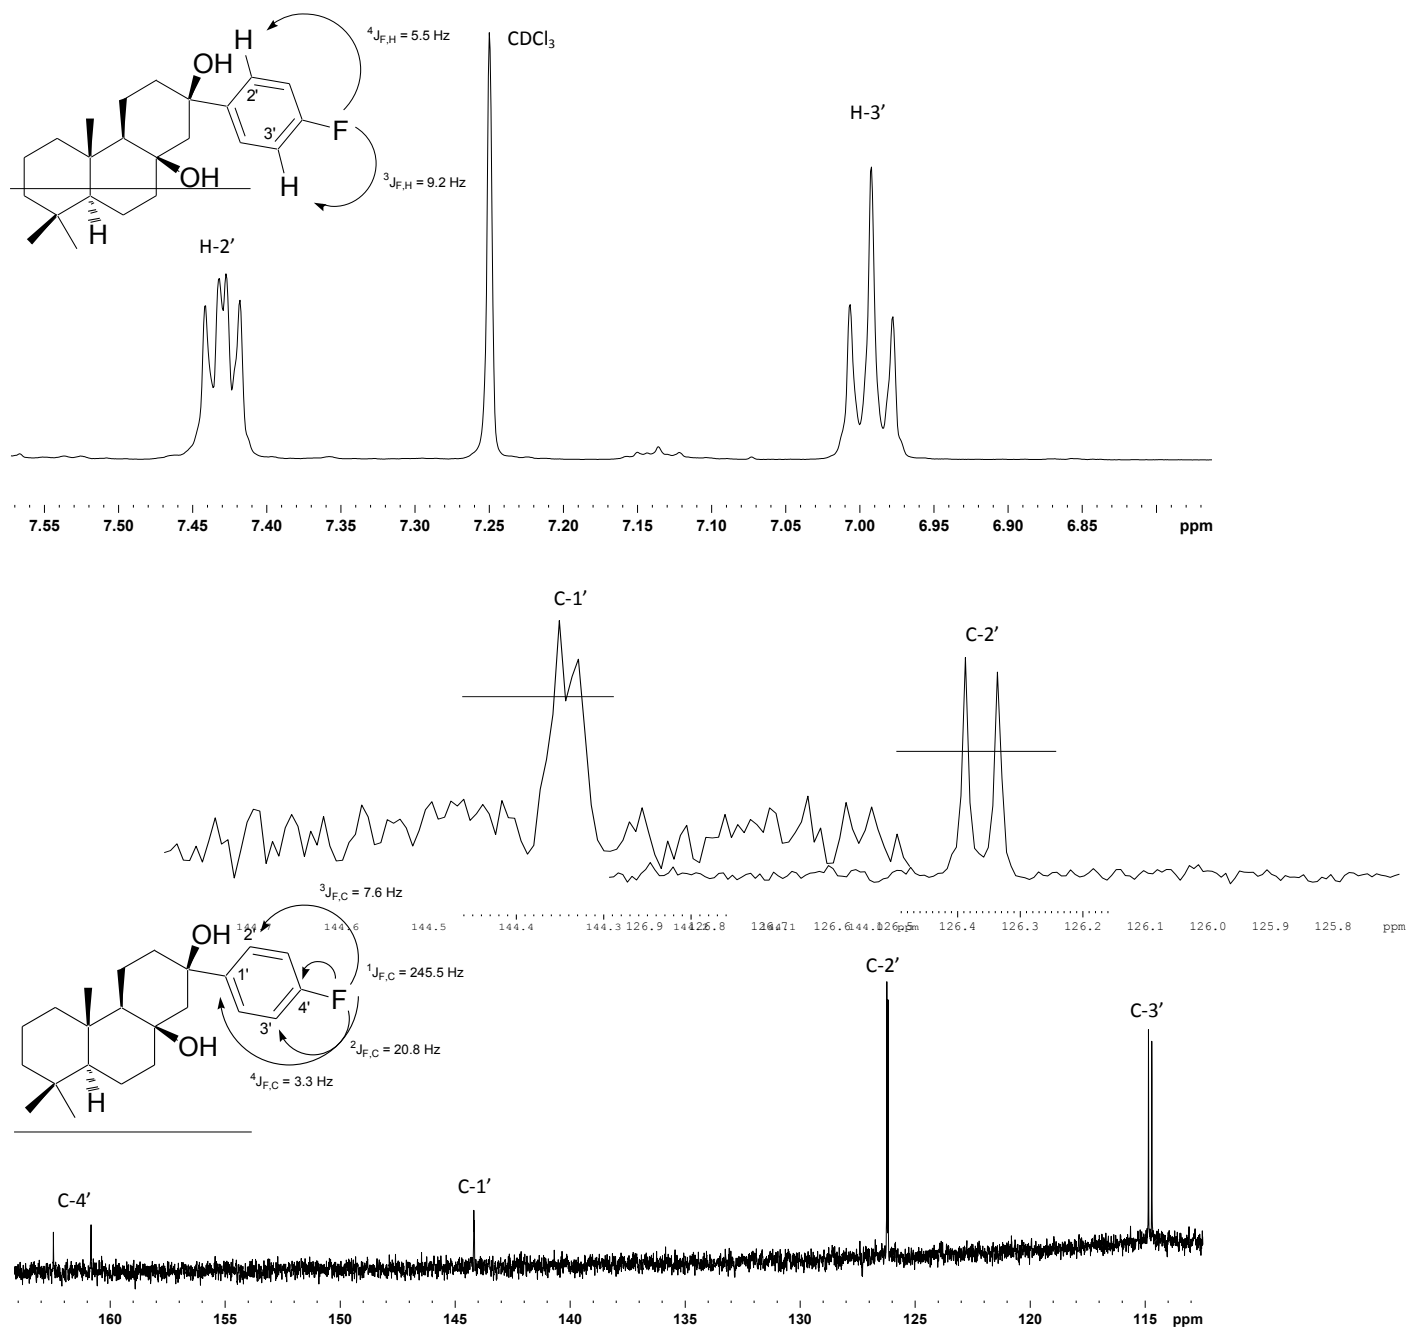 H
⁴J_F,H = 5.5 Hz
CDCl₃
OH
2'
H-3'
3'
F
OH
H
³J_F,H = 9.2 Hz
H
H-2'
7.55 7.50 7.45 7.40 7.35 7.30 7.25 7.20 7.15 7.10 7.05 7.00 6.95 6.90 6.85 ppm
C-1'
C-2'
³J_F,C = 7.6 Hz
144.6 144.5 144.4 144.3 126.9 126.6 126.4 126.3 126.2 126.1 126.0 125.9 125.8 ppm
OH
2'
C-2'
1'
¹J_F,C = 245.5 Hz
4'
F
C-3'
3'
OH
²J_F,C = 20.8 Hz
⁴J_F,C = 3.3 Hz
H
C-4'
C-1'
160 155 150 145 140 135 130 125 120 115 ppm